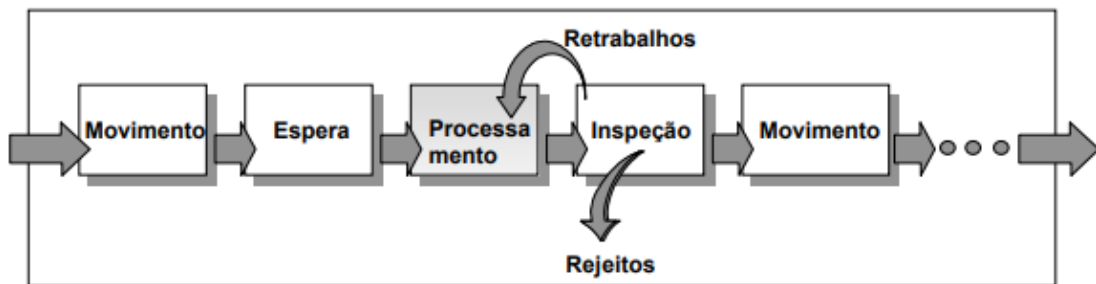 Retrabalhos
Movimento
Espera
Processa
mento
Inspeção
Movimento
Rejeitos